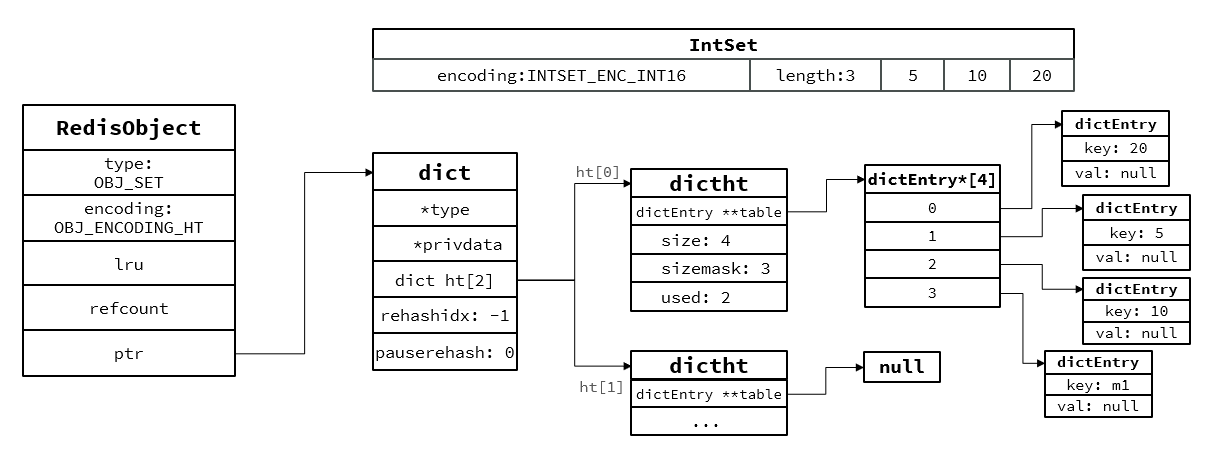 IntSet
encoding:INTSET_ENC_INT16
length:3
5
10
20
RedisObject
type:
OBJ_SET
encoding:
OBJ_ENCODING_HT
lru
refcount
ptr
dict
*type
*privdata
dict ht[2]
rehashidx: -1
pauserehash: 0
ht[0]
dictht
dictEntry **table
size: 4
sizemask: 3
used: 2
ht[1]
dictht
dictEntry **table
...
dictEntry*[4]
0
1
2
3
null
dictEntry
key: 20
val: null
dictEntry
key: 5
val: null
dictEntry
key: 10
val: null
dictEntry
key: m1
val: null